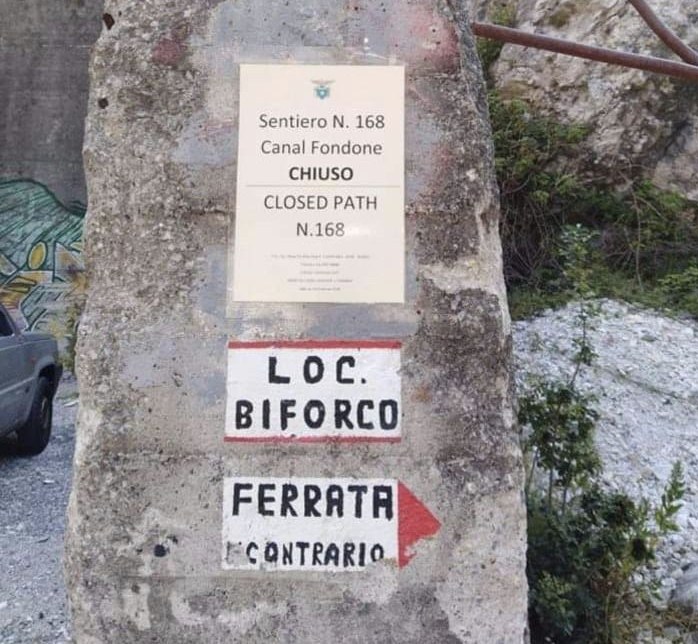 Sentiero N. 168
Canal Fondone
CHIUSO
CLOSED PATH
N.168
LOC.
BIFORCO
FERRATA
CONTRARIO